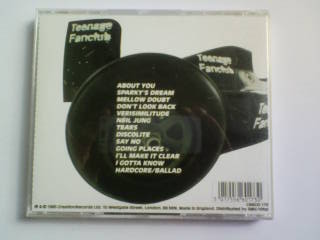 Teenage
Fanclub
Teenage
Fanclub
ABOUT YOU
SPARKY'S DREAM
MELLOW DOUBT
DON'T LOOK BACK
VERISIMILITUDE
NEIL JUNG
TEARS
DISCOLITE
SAY NO
GOING PLACES
I'LL MAKE IT CLEAR
I GOTTA KNOW
HARDCORE/BALLAD